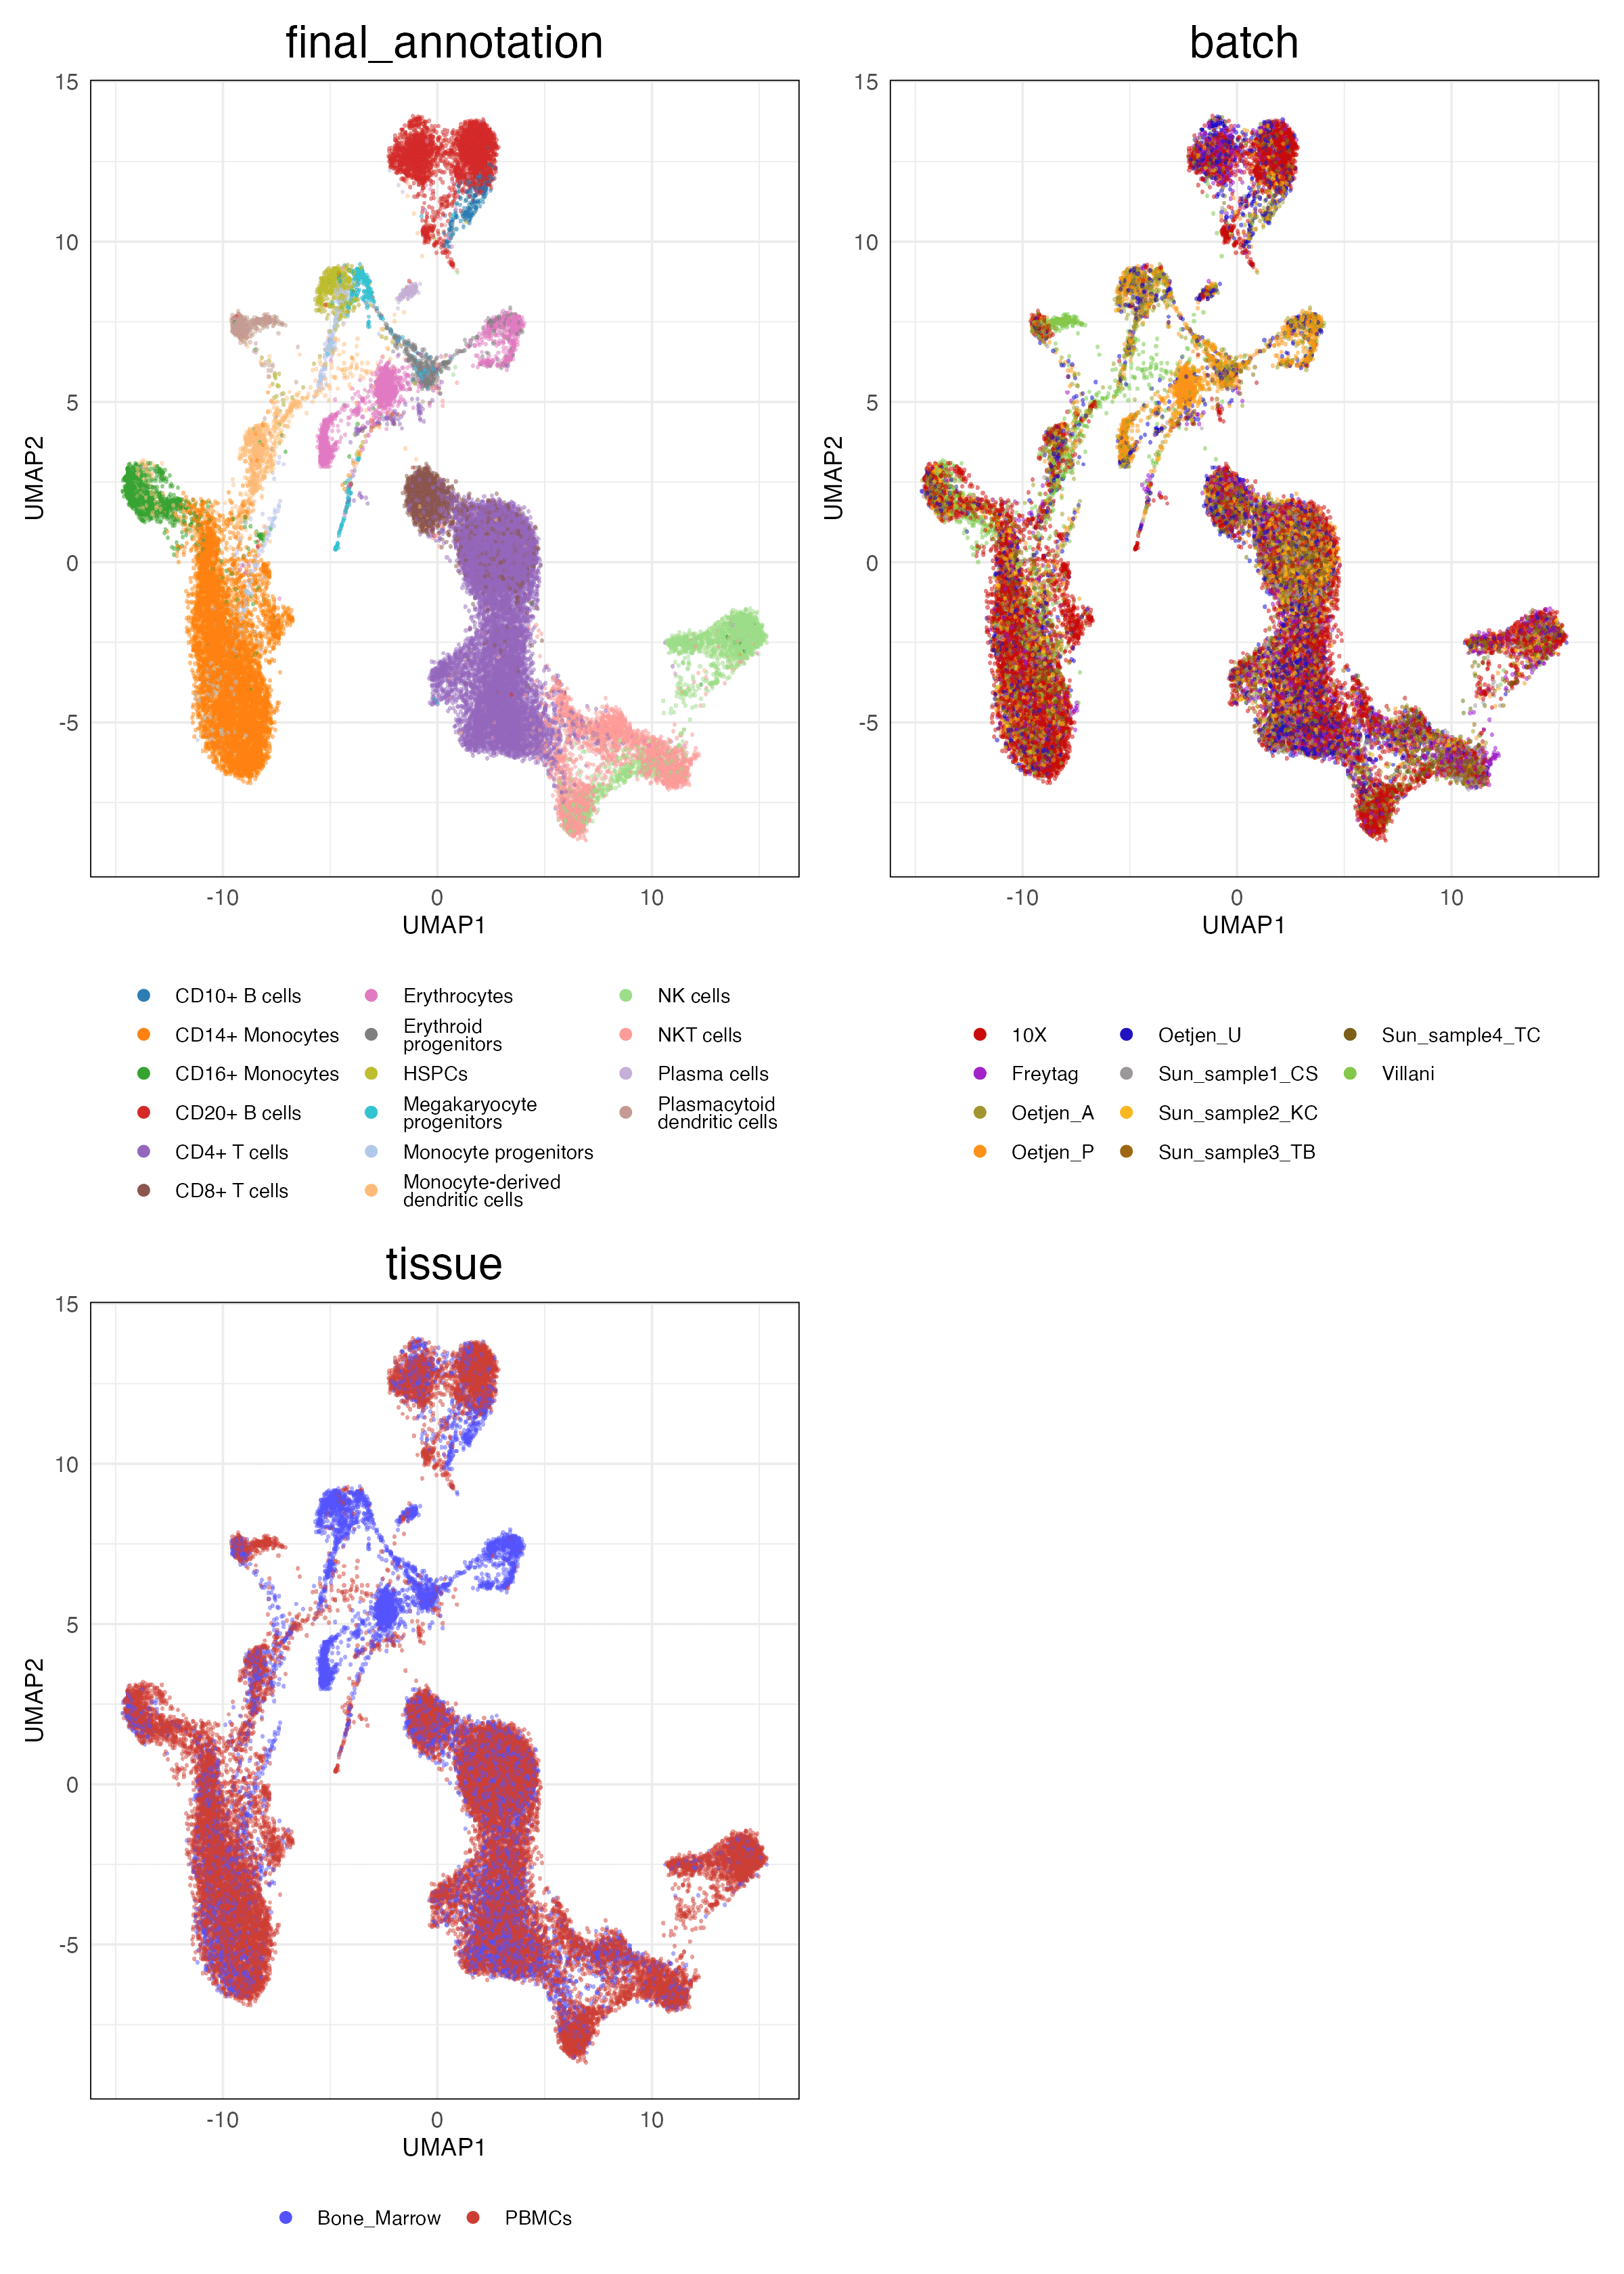 final_annotation
15
10
5
0
-5
UMAP2
-10
0
10
UMAP1
CD10+ B cells
CD14+ Monocytes
CD16+ Monocytes
CD20+ B cells
CD4+ T cells
CD8+ T cells
Erythrocytes
Erythroid
progenitors
HSPCs
Megakaryocyte
progenitors
Monocyte progenitors
Monocyte-derived
dendritic cells
NK cells
NKT cells
Plasma cells
Plasmacytoid
dendritic cells
batch
15
10
5
0
-5
UMAP2
-10
0
10
UMAP1
10X
Freytag
Oetjen_A
Oetjen_P
Oetjen_U
Sun_sample1_CS
Sun_sample2_KC
Sun_sample3_TB
Sun_sample4_TC
Villani
tissue
15
10
5
0
-5
UMAP2
-10
0
10
UMAP1
Bone_Marrow
PBMCs